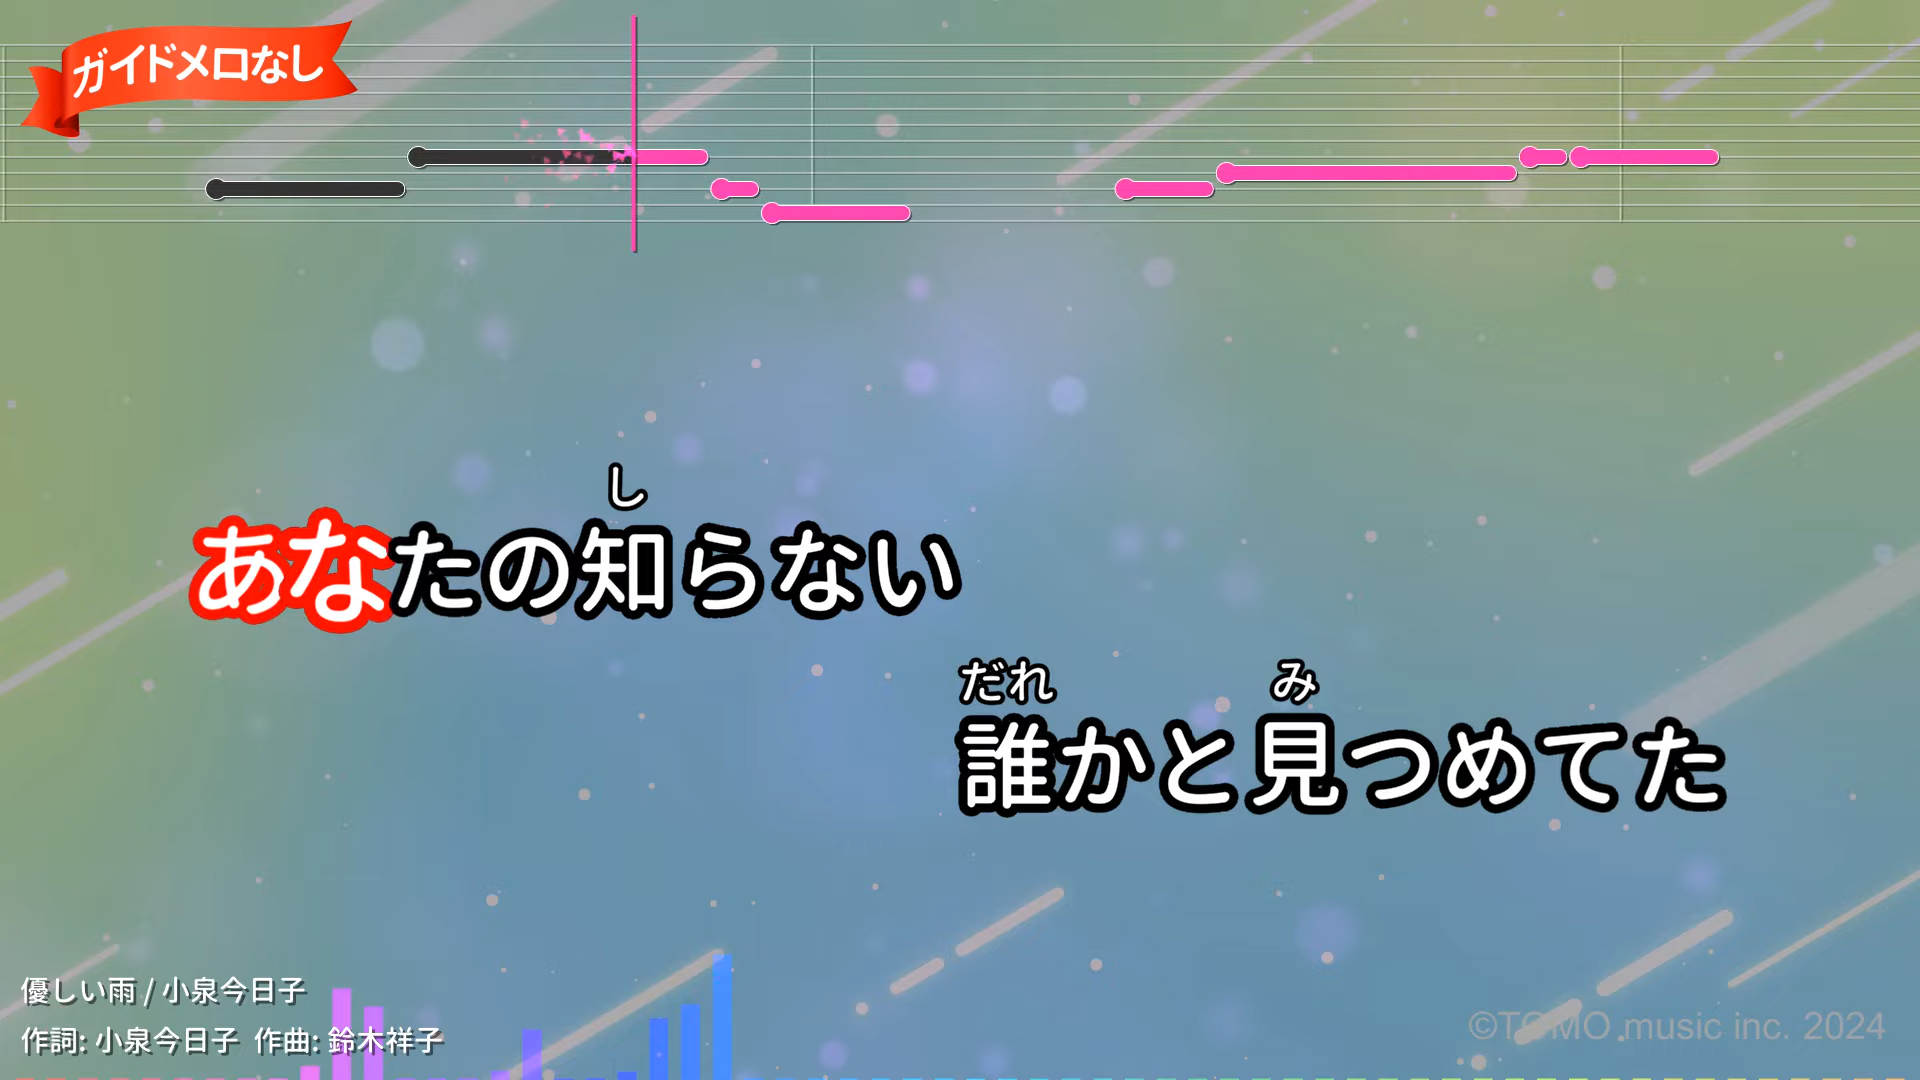 ガイドメロなし
し
あなたの知らない
だれ み
誰かと見つめてた
優しい雨 / 小泉今日子
作詞: 小泉今日子 作曲: 鈴木祥子
©TOMO music inc. 2024